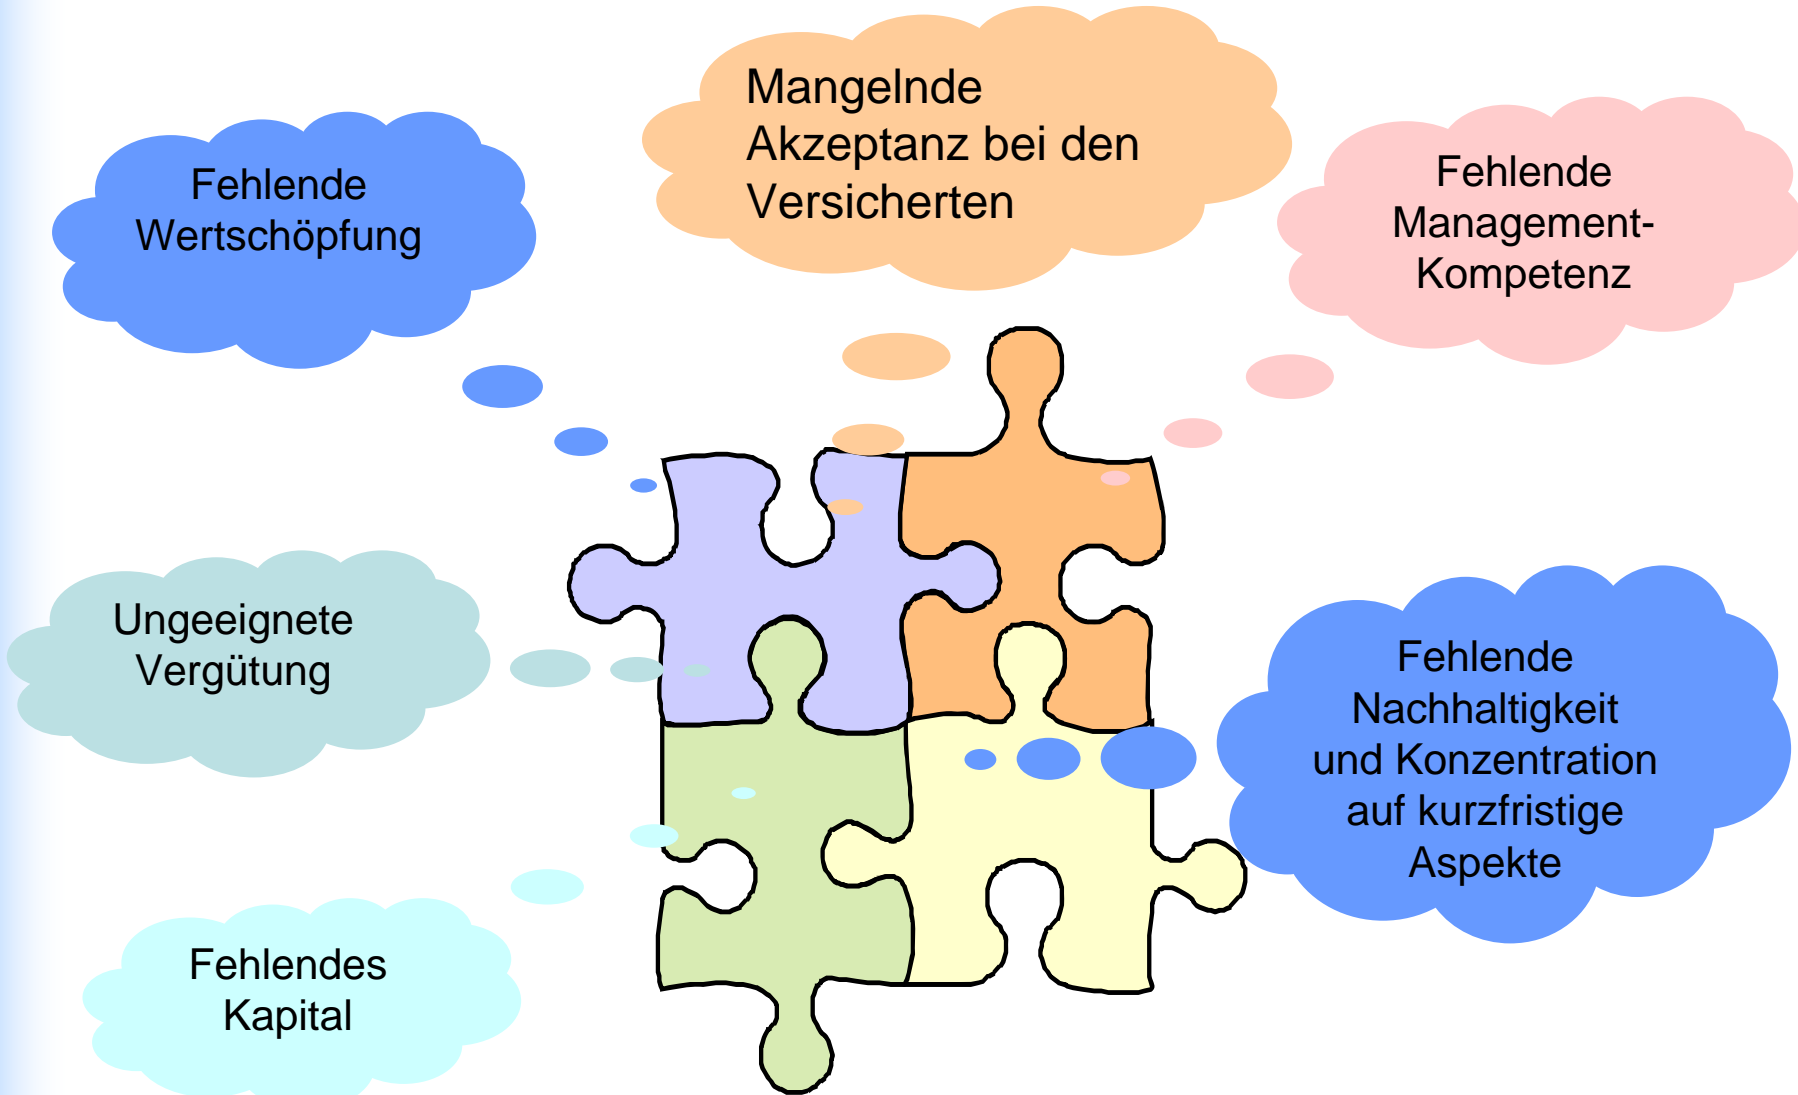 Mangelnde
Akzeptanz bei den
Versicherten
Fehlende
Wertschöpfung
Fehlende
Management-
Kompetenz
Ungeeignete
Vergütung
Fehlende
Nachhaltigkeit
und Konzentration
auf kurzfristige
Aspekte
Fehlendes
Kapital